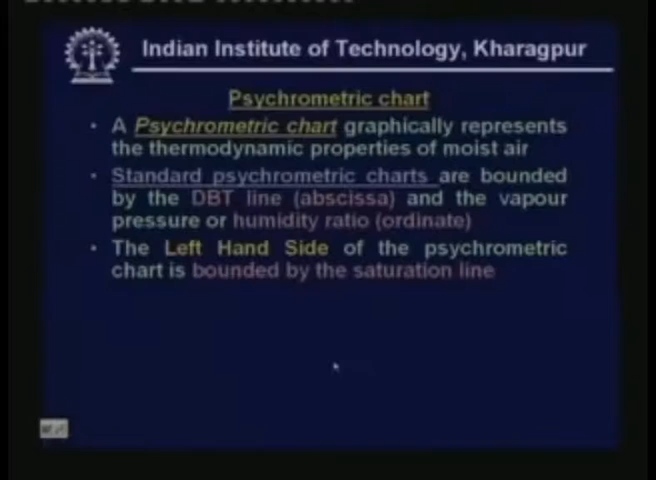 Indian Institute of Technology, Kharagpur
Psychrometric chart
• A Psychrometric chart graphically represents
the thermodynamic properties of moist air
• Standard psychrometric charts are bounded
by the DBT line (abscissa) and the vapour
pressure or humidity ratio (ordinate)
• The Left Hand Side of the psychrometric
chart is bounded by the saturation line